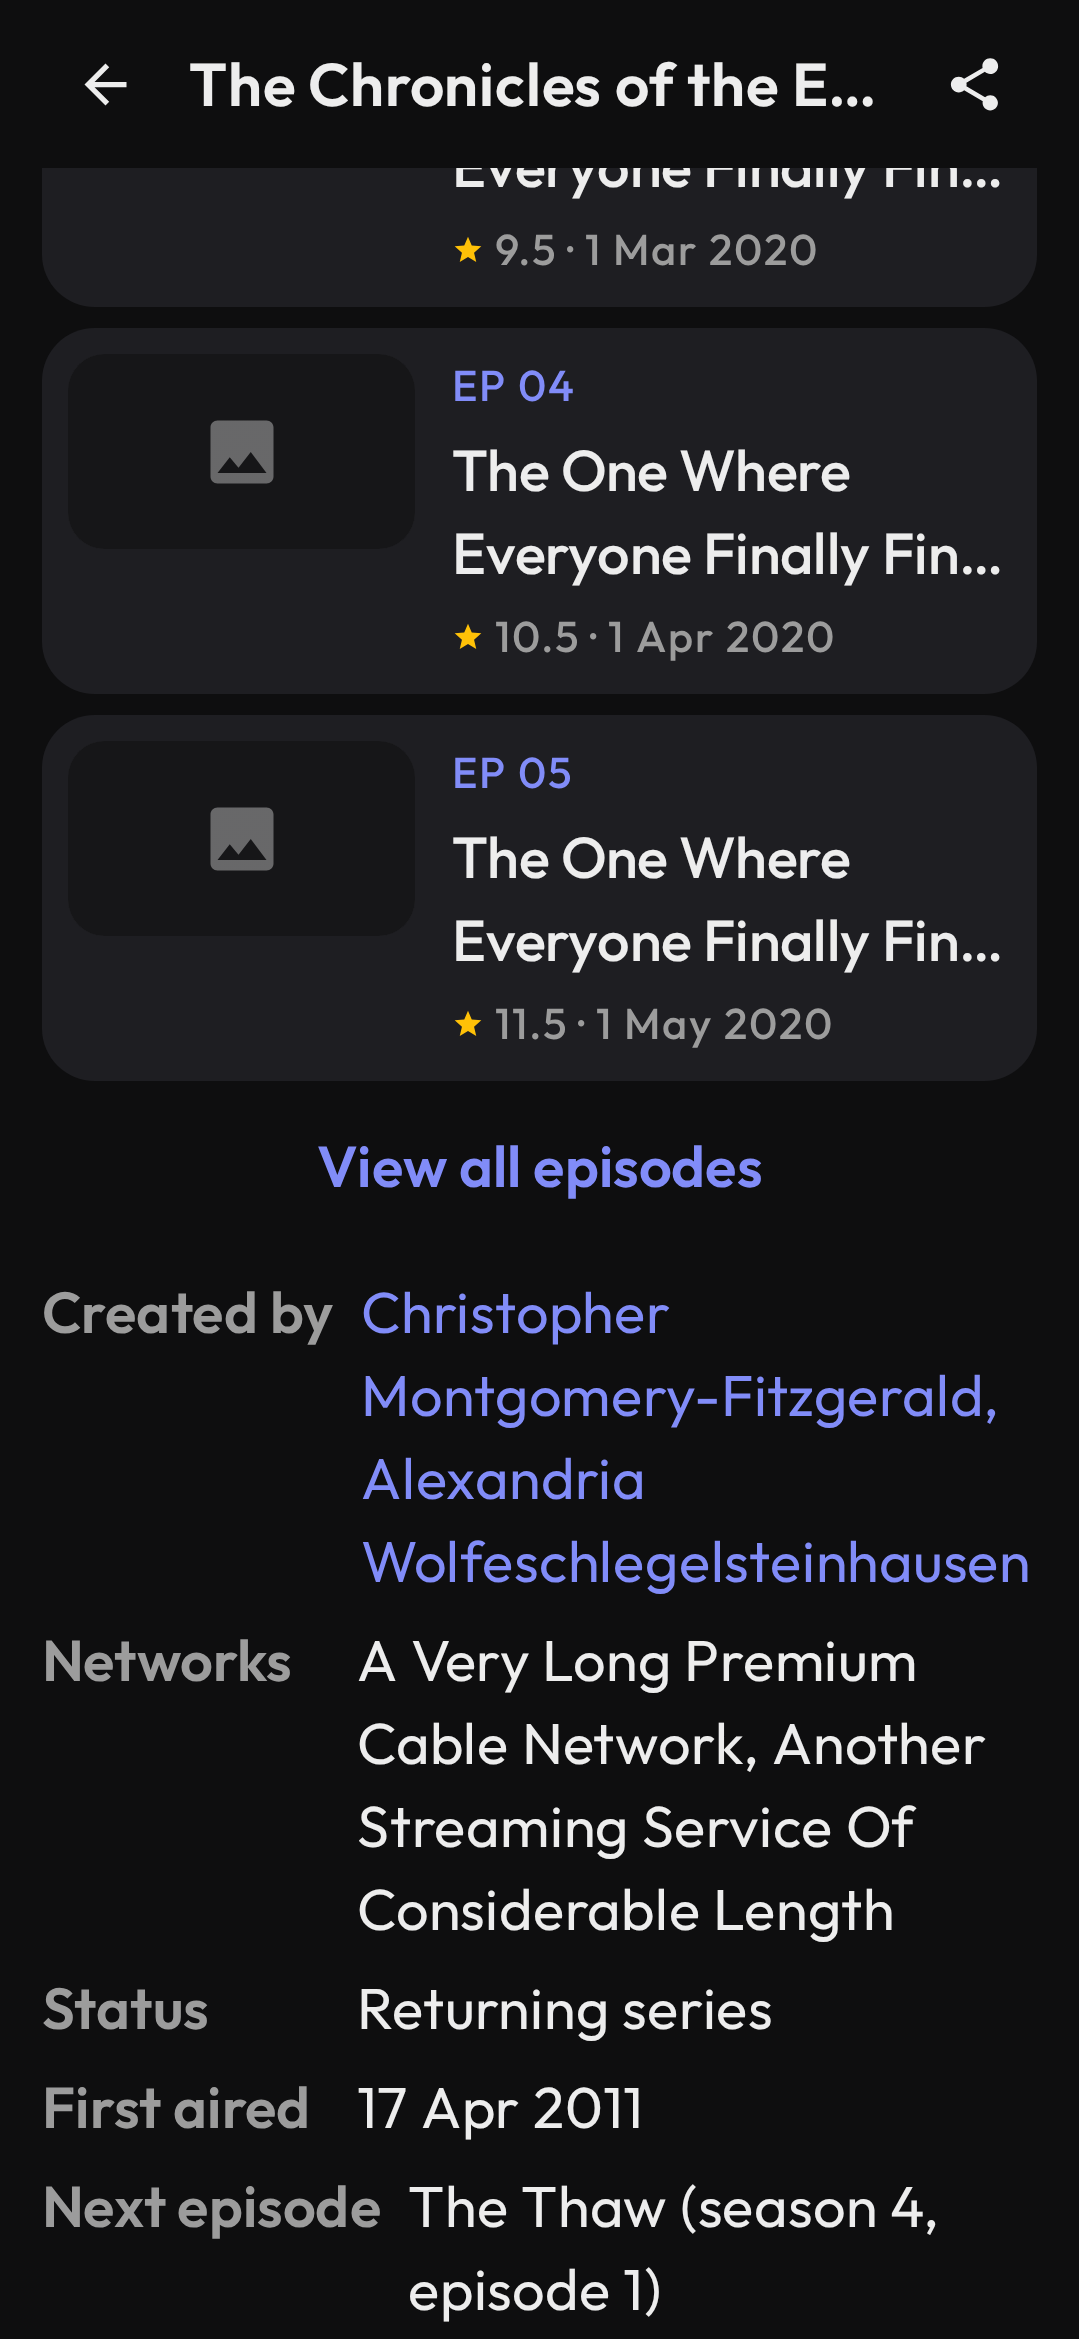 The Chronicles of the E...
Everyone Finally Fin...
9.5 · 1 Mar 2020
EP 04
The One Where
Everyone Finally Fin...
10.5 · 1 Apr 2020
EP 05
The One Where
Everyone Finally Fin...
11.5 · 1 May 2020
View all episodes
Created by Christopher
Montgomery-Fitzgerald,
Alexandria
Wolfeschlegelsteinhausen
Networks A Very Long Premium
Cable Network, Another
Streaming Service Of
Considerable Length
Status Returning series
First aired 17 Apr 2011
Next episode The Thaw (season 4,
episode 1)